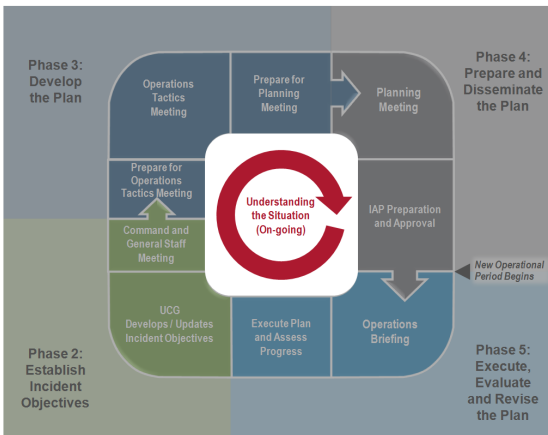 Phase 3:
Develop
the Plan
Operations
Tactics
Meeting
Prepare for
Planning
Meeting
Planning
Meeting
Phase 4:
Prepare and
Disseminate
the Plan
Prepare for
Operations
Tactics Meeting
Understanding
the Situation
(On-going)
IAP Preparation
and Approval
Command and
General Staff
Meeting
New Operational
Period Begins
UCG
Develops / Updates
Incident Objectives
Execute Plan
and Assess
Progress
Operations
Briefing
Phase 2:
Establish
Incident
Objectives
Phase 5:
Execute,
Evaluate
and Revise
the Plan